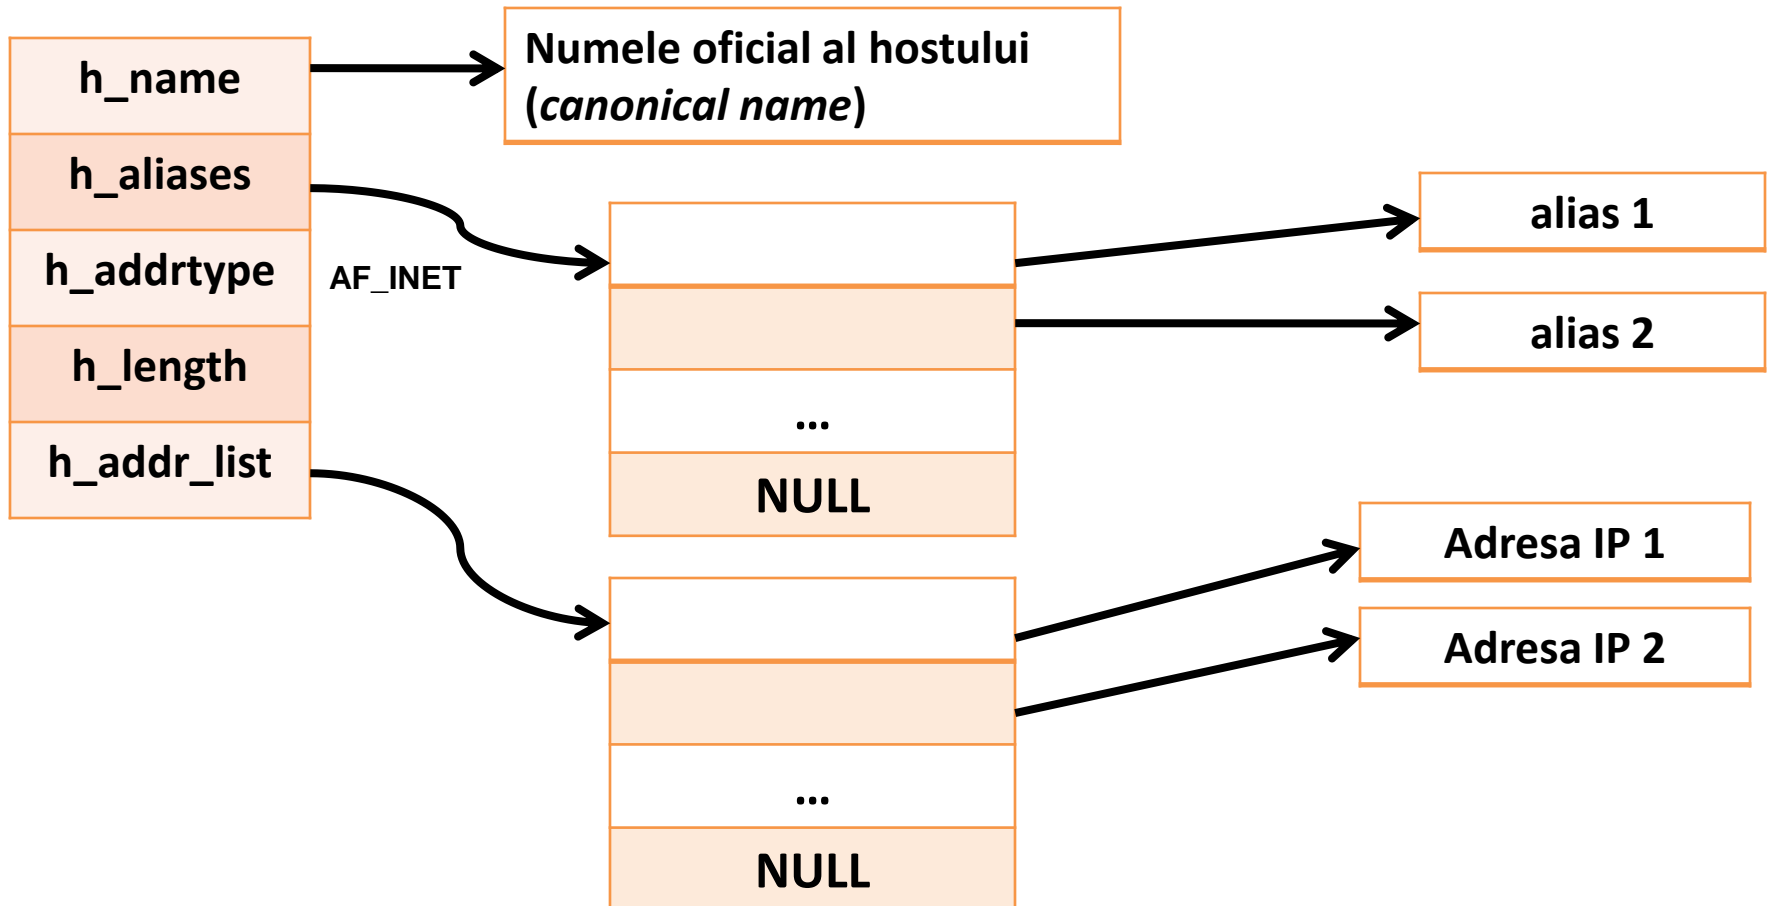 h_name
Numele oficial al hostului
(canonical name)
h_aliases
alias 1
h_addrtype
AF_INET
alias 2
h_length
...
h_addr_list
NULL
Adresa IP 1
Adresa IP 2
...
NULL